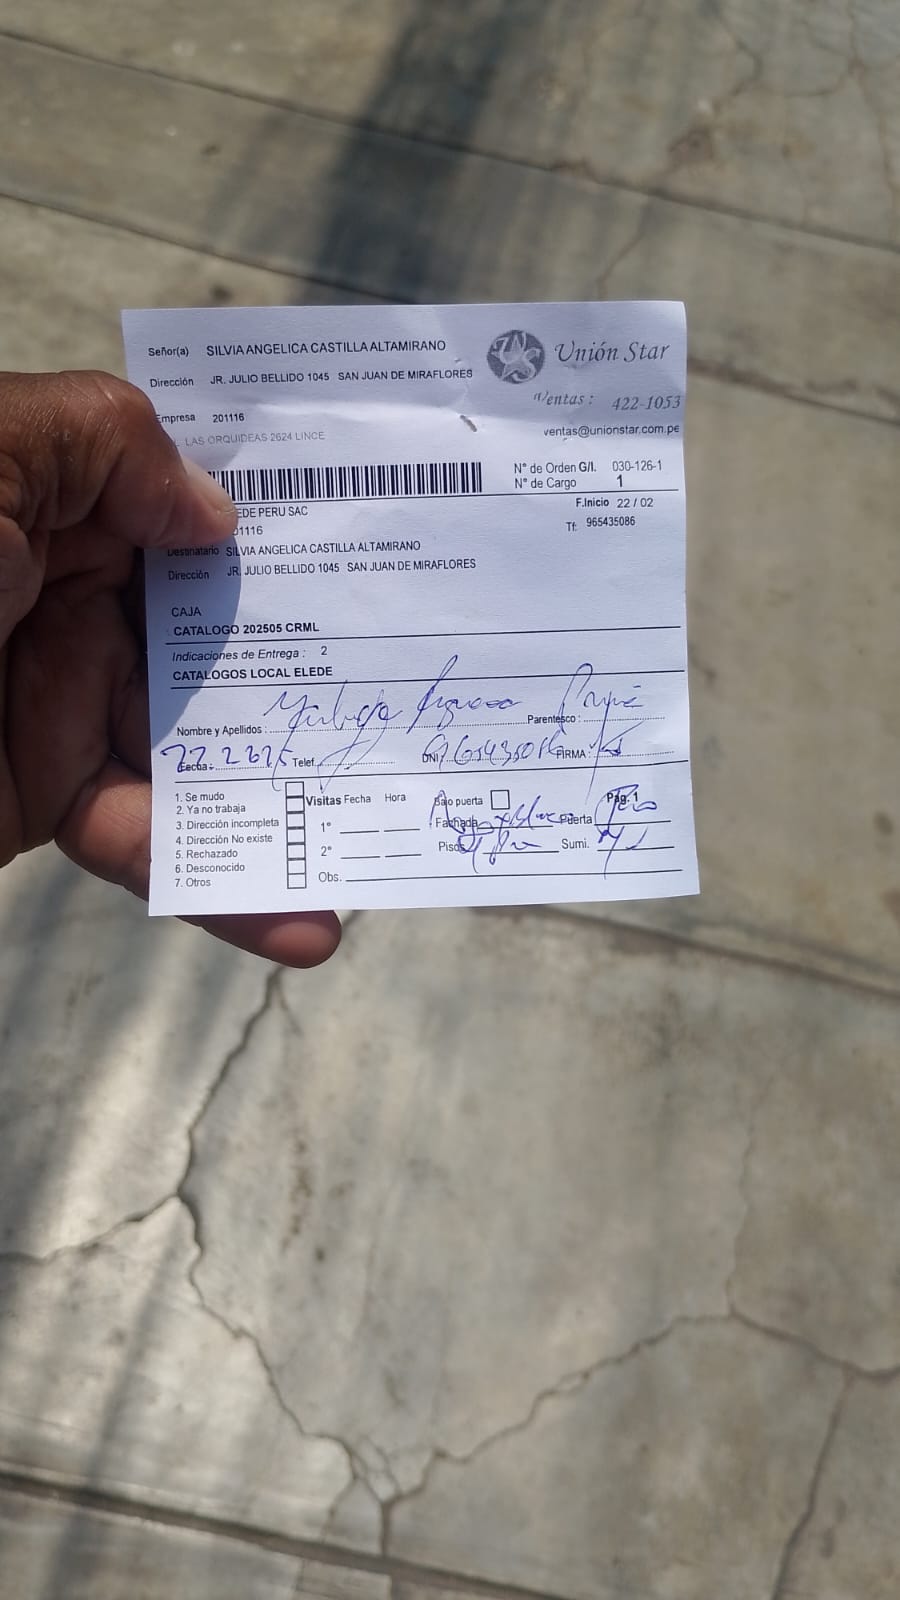 Señor(a) SILVIA ANGELICA CASTILLA ALTAMIRANO
Unión Star
Dirección JR. JULIO BELLIDO 1045 SAN JUAN DE MIRAFLORES
Ventas : 422-1053
Empresa 201116
ventas@unionstar.com.pe
LAS ORQUIDEAS 2624 LINCE
N° de Orden G/I. 030-126-1
N° de Cargo 1
EDE PERU SAC
F.Inicio 22 / 02
01116
Tf: 965435086
Destinatario SILVIA ANGELICA CASTILLA ALTAMIRANO
Dirección JR. JULIO BELLIDO 1045 SAN JUAN DE MIRAFLORES
CAJA
CATALOGO 202505 CRML
Indicaciones de Entrega : 2
CATALOGOS LOCAL ELEDE
Nombre y Apellidos : Parentesco :
Fecha: Telef. DNI FIRMA:
1. Se mudo
2. Ya no trabaja
3. Dirección incompleta
4. Dirección No existe
5. Rechazado
6. Desconocido
7. Otros
Visitas Fecha Hora
1°
2°
Obs.
Bajo puerta
Pág. 1
Fachada Puerta
Pisos Sumi.